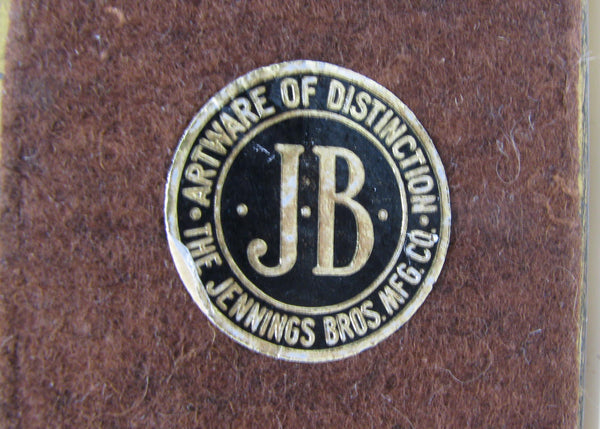 · ARTWARE OF DISTINCTION ·
THE JENNINGS BROS. MFG. CO.
· J · B ·